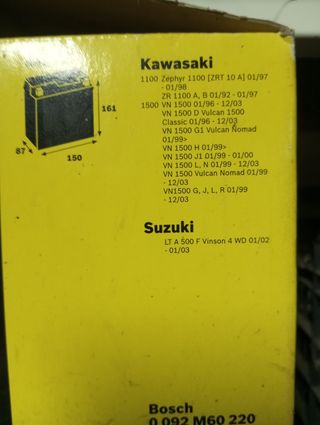 Kawasaki
1100 Zephyr 1100 [ZRT 10 A] 01/97
- 01/98
ZR 1100 A, B 01/92 - 01/97
1500 VN 1500 01/96 - 12/03
VN 1500 D Vulcan 1500
Classic 01/96 - 12/03
VN 1500 G1 Vulcan Nomad
01/99>
VN 1500 H 01/99>
VN 1500 J1 01/99 - 01/00
VN 1500 L, N 01/99 - 12/03
VN 1500 Vulcan Nomad 01/99
- 12/03
VN1500 G, J, L, R 01/99
- 12/03
161
87
150
Suzuki
LT A 500 F Vinson 4 WD 01/02
- 01/03
Bosch
0 092 M60 220